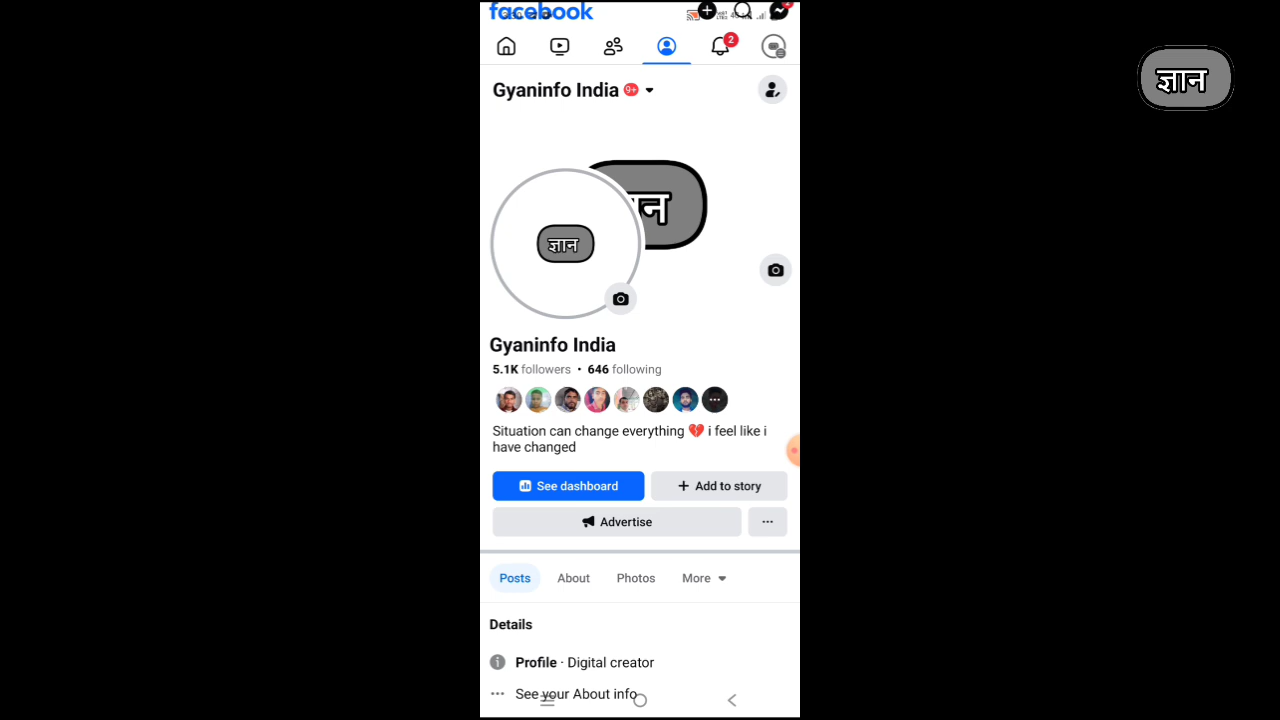 facebook
2
ज्ञान
Gyaninfo India 9+
ज्ञान
Gyaninfo India
5.1K followers • 646 following
Situation can change everything 💔 i feel like i
have changed
See dashboard
+ Add to story
Advertise
Posts
About
Photos
More
Details
Profile · Digital creator
See your About info